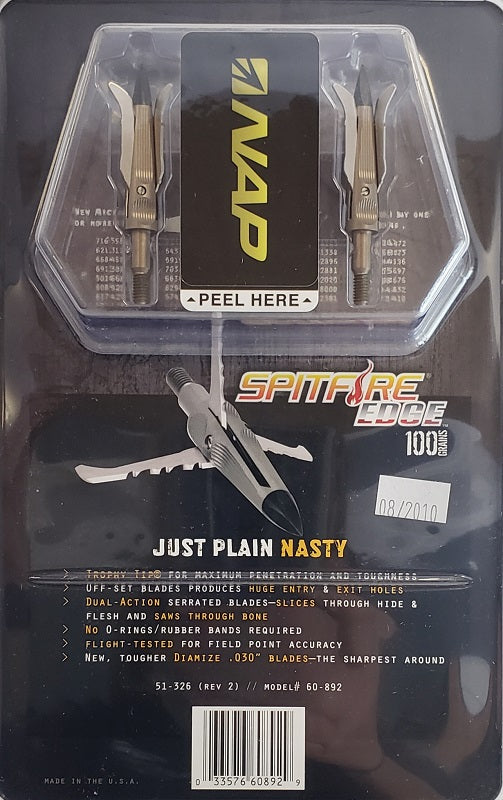 NAP
PEEL HERE
SPITFIRE
EDGE™
100 GRAINS
08/2010
JUST PLAIN NASTY
> TROPHY TIP® FOR MAXIMUM PENETRATION AND TOUGHNESS
> OFF-SET BLADES PRODUCES HUGE ENTRY & EXIT HOLES
> DUAL-ACTION SERRATED BLADES—SLICES THROUGH HIDE &
FLESH AND SAWS THROUGH BONE
> NO O-RINGS/RUBBER BANDS REQUIRED
> FLIGHT-TESTED FOR FIELD POINT ACCURACY
> NEW, TOUGHER DIAMIZE .030" BLADES—THE SHARPEST AROUND
51-326 (REV 2) // MODEL# 60-892
MADE IN THE U.S.A.
0 33576 60892 9